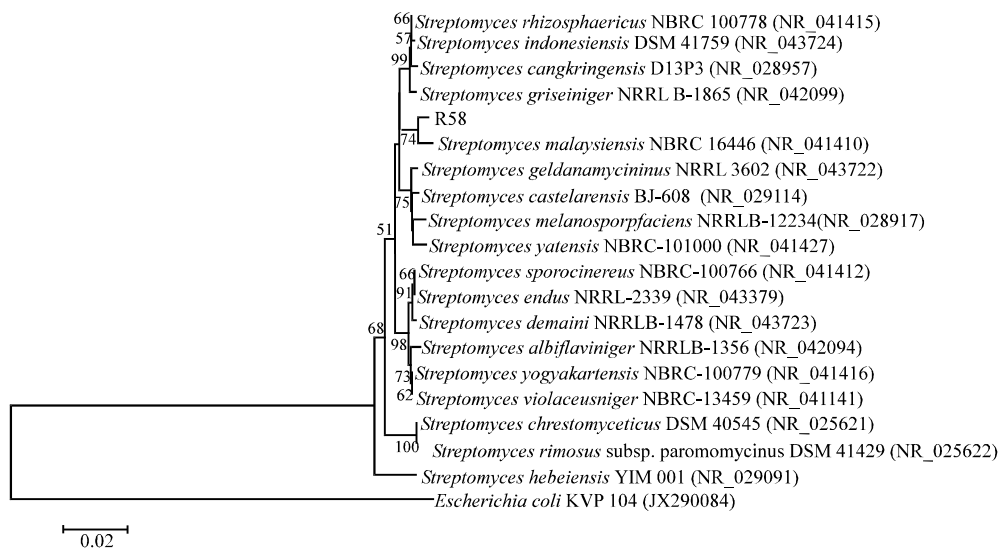 66 Streptomyces rhizosphaericus NBRC 100778 (NR_041415)
57 Streptomyces indonesiensis DSM 41759 (NR_043724)
99 Streptomyces cangkringensis D13P3 (NR_028957)
Streptomyces griseiniger NRRL B-1865 (NR_042099)
R58
74 Streptomyces malaysiensis NBRC 16446 (NR_041410)
Streptomyces geldanamycininus NRRL 3602 (NR_043722)
Streptomyces castelarensis BJ-608 (NR_029114)
75
Streptomyces melanosporpfaciens NRRLB-12234(NR_028917)
51
Streptomyces yatensis NBRC-101000 (NR_041427)
66 Streptomyces sporocinereus NBRC-100766 (NR_041412)
91 Streptomyces endus NRRL-2339 (NR_043379)
Streptomyces demaini NRRLB-1478 (NR_043723)
68
98 Streptomyces albiflaviniger NRRLB-1356 (NR_042094)
73 Streptomyces yogyakartensis NBRC-100779 (NR_041416)
62 Streptomyces violaceusniger NBRC-13459 (NR_041141)
Streptomyces chrestomyceticus DSM 40545 (NR_025621)
100 Streptomyces rimosus subsp. paromomycinus DSM 41429 (NR_025622)
Streptomyces hebeiensis YIM 001 (NR_029091)
Escherichia coli KVP 104 (JX290084)
0.02